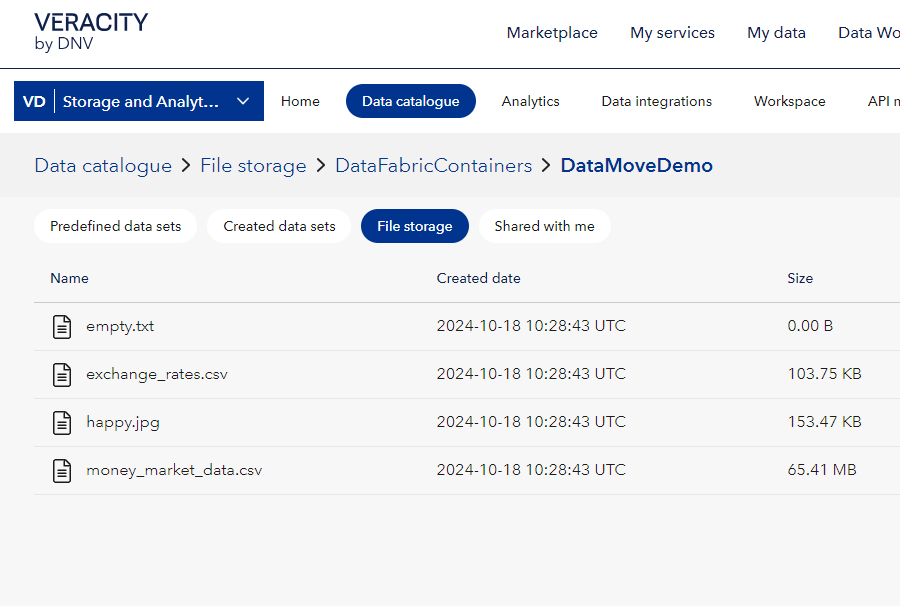 VERACITY
by DNV
Marketplace My services My data Data Wo
VD Storage and Analyt... Home Data catalogue Analytics Data integrations Workspace API
Data catalogue > File storage > DataFabricContainers > DataMoveDemo
Predefined data sets Created data sets File storage Shared with me
Name Created date Size
empty.txt 2024-10-18 10:28:43 UTC 0.00 B
exchange_rates.csv 2024-10-18 10:28:43 UTC 103.75 KB
happy.jpg 2024-10-18 10:28:43 UTC 153.47 KB
money_market_data.csv 2024-10-18 10:28:43 UTC 65.41 MB